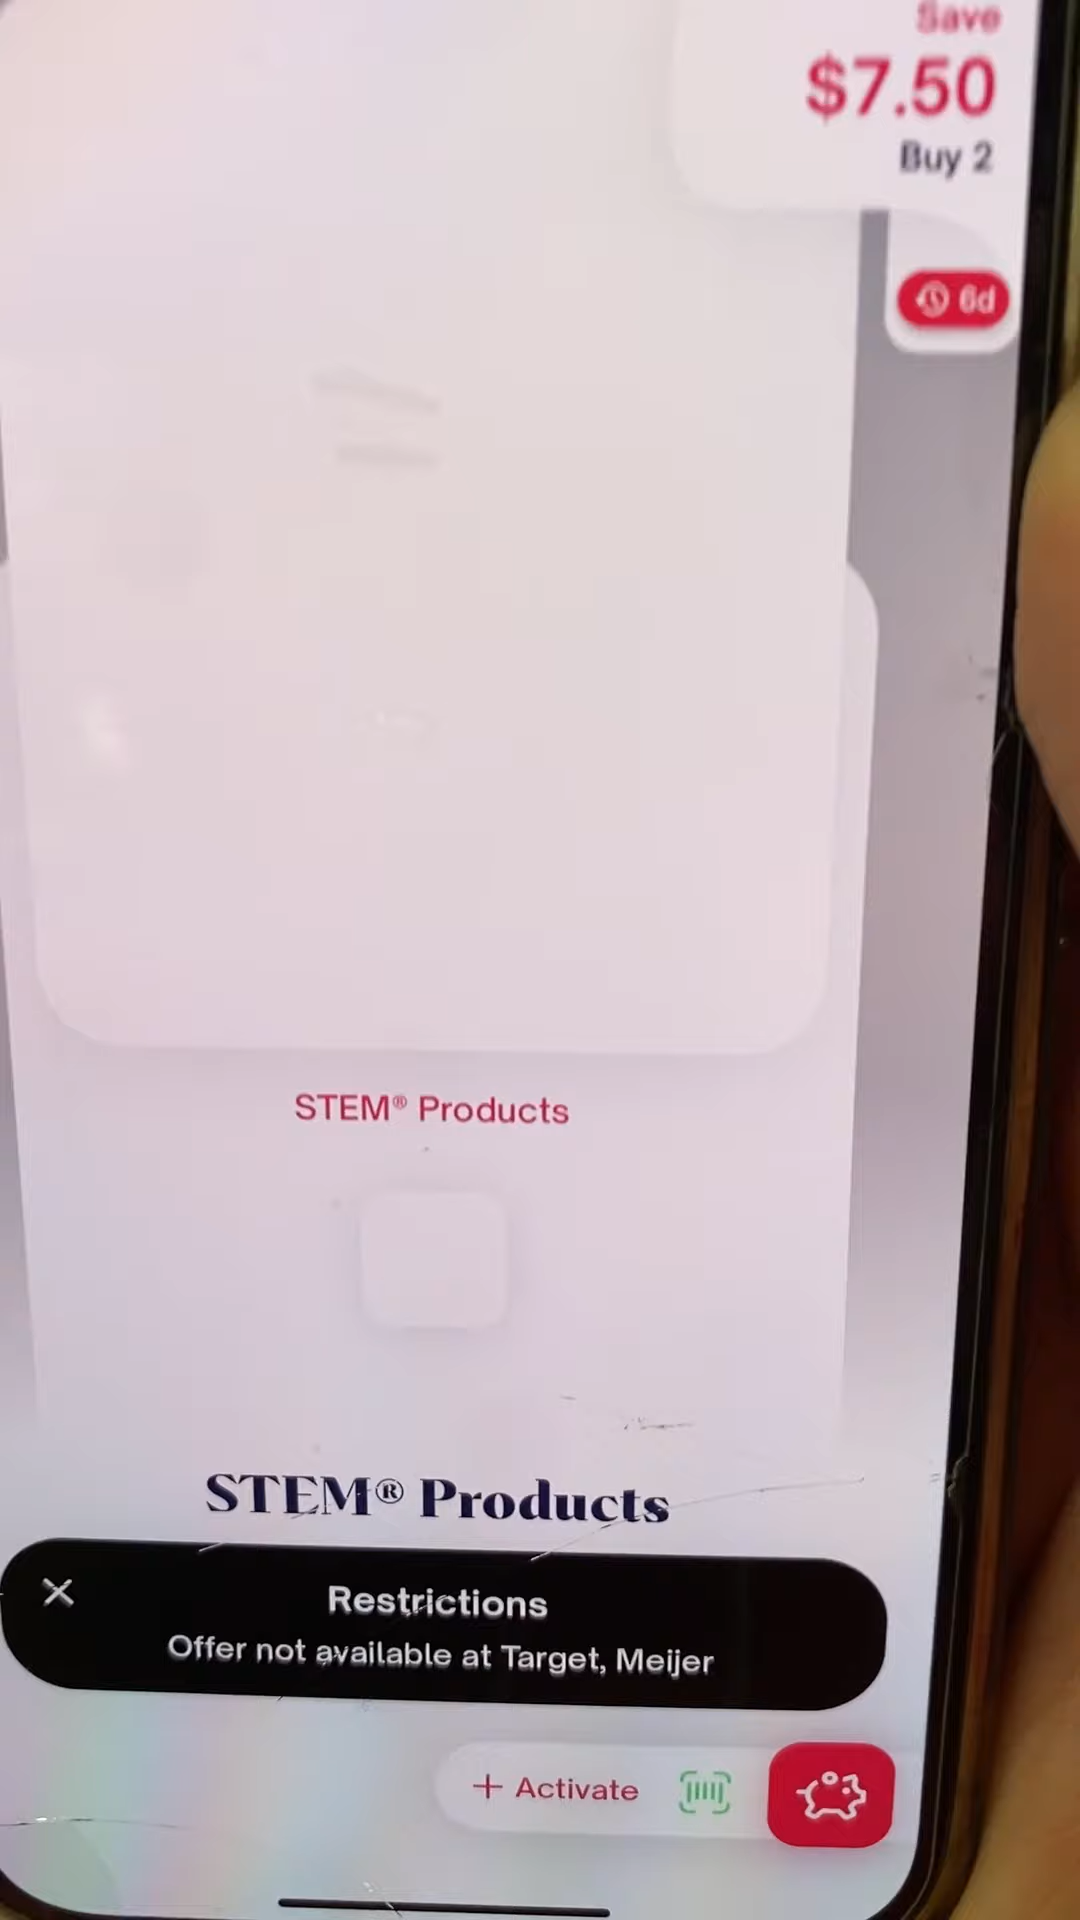 Save
$7.50
Buy 2
6d
STEM® Products
STEM® Products
Restrictions
Offer not available at Target, Meijer
+ Activate